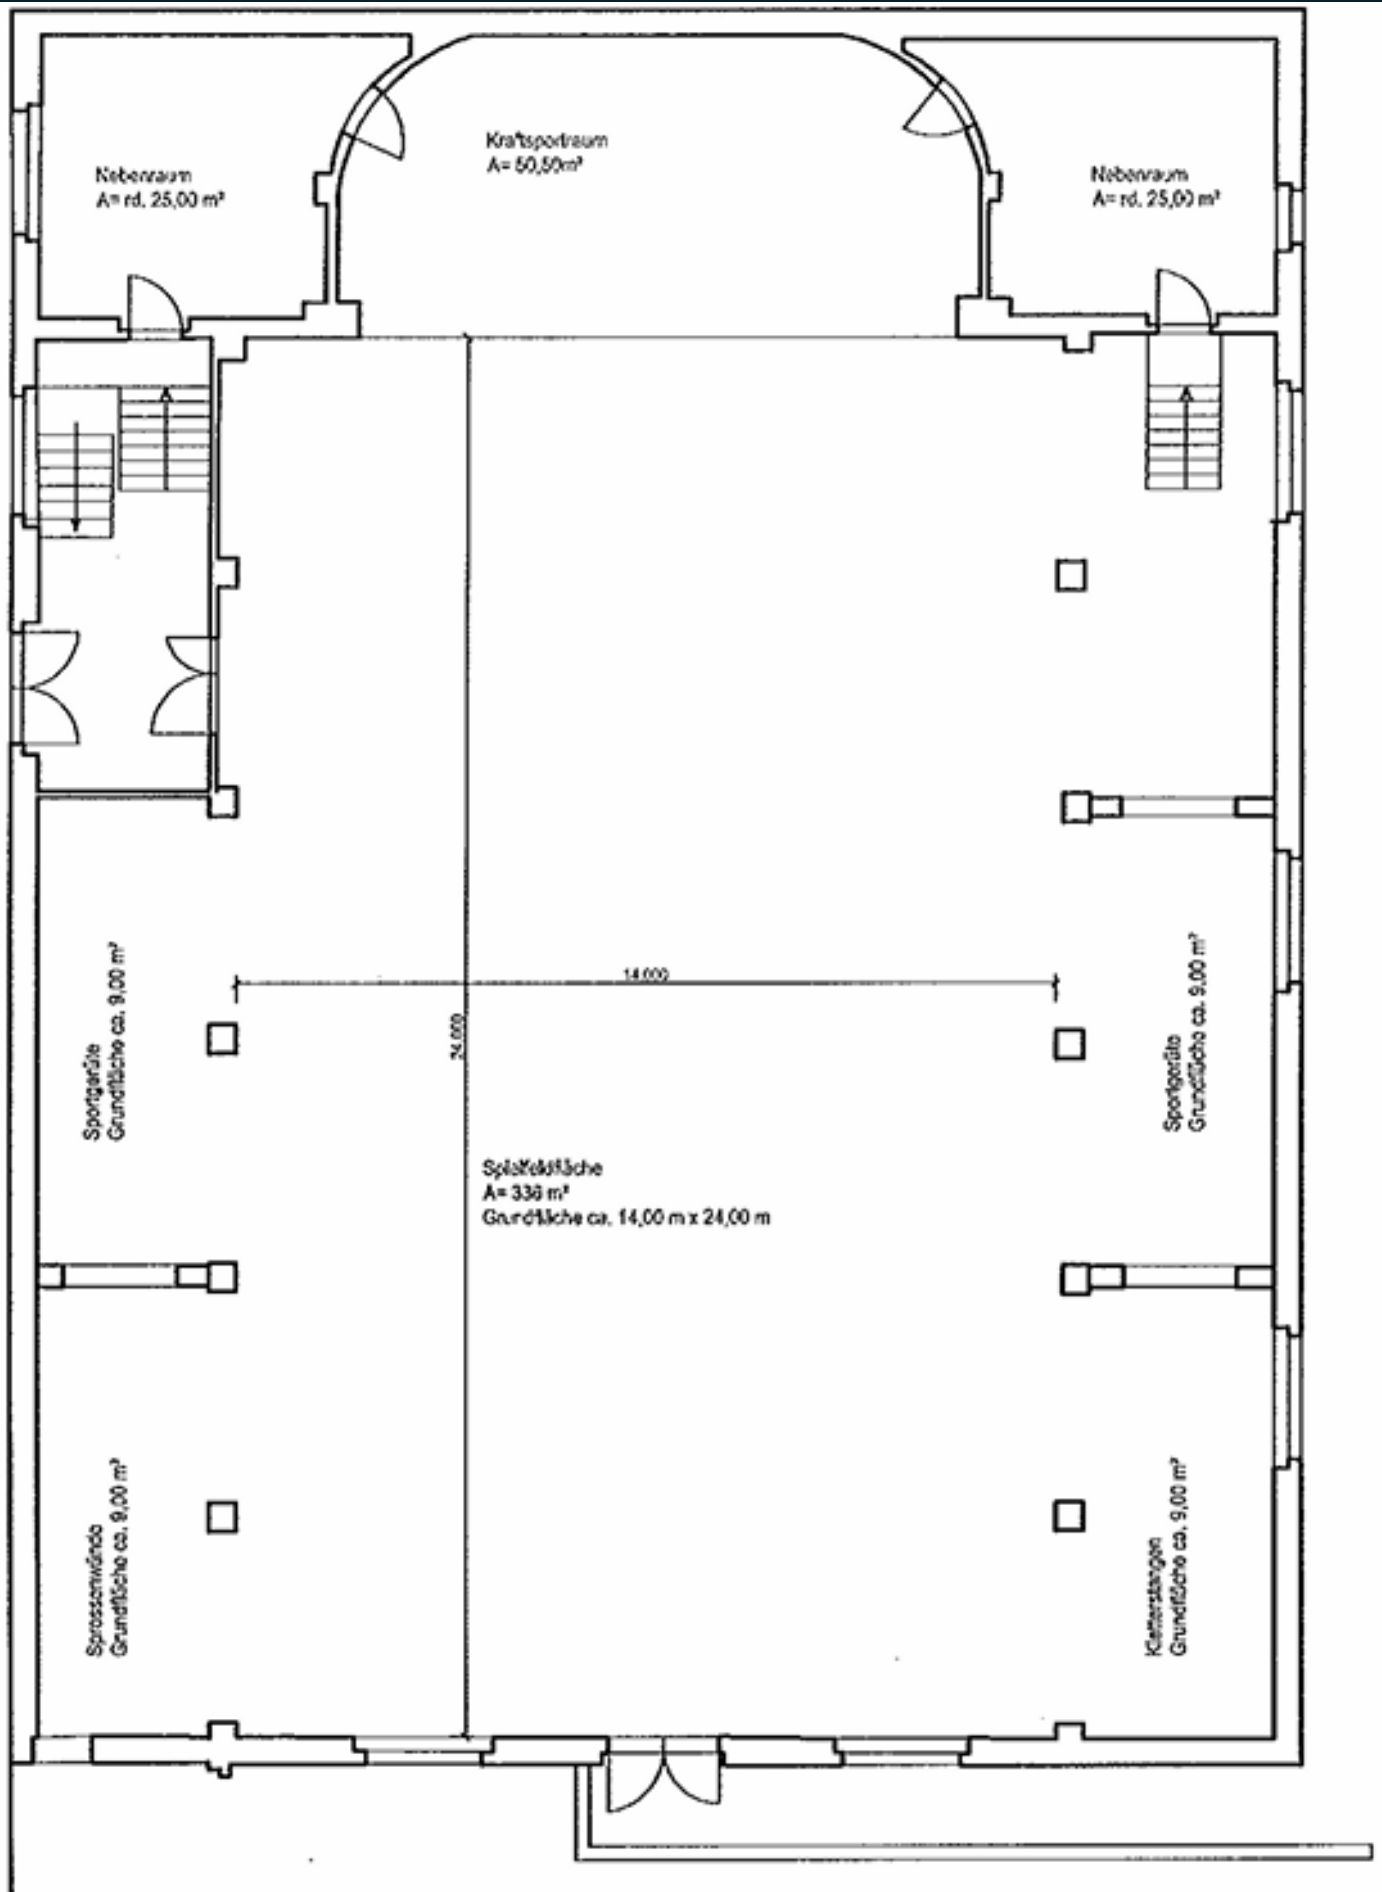 Kraftsportraum
A= 50,50m²
Nebenraum
A= rd. 25,00 m²
Nebenraum
A= rd. 25,00 m²
14.000
24.000
Sportgeräte
Grundfläche ca. 9,00 m²
Sportgeräte
Grundfläche ca. 9,00 m²
Spielfeldfläche
A= 336 m²
Grundfläche ca. 14,00 m x 24,00 m
Sprossenwände
Grundfläche ca. 9,00 m²
Kletterstangen
Grundfläche ca. 9,00 m²